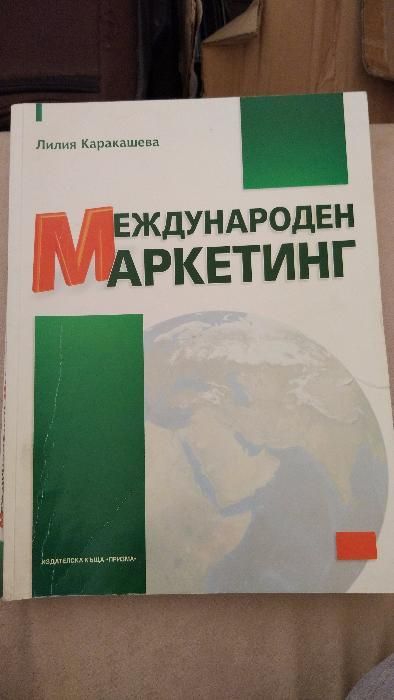 Лилия Каракашева
МЕЖДУНАРОДЕН
МАРКЕТИНГ
ИЗДАТЕЛСКА КЪЩА «ПРИЗМА»